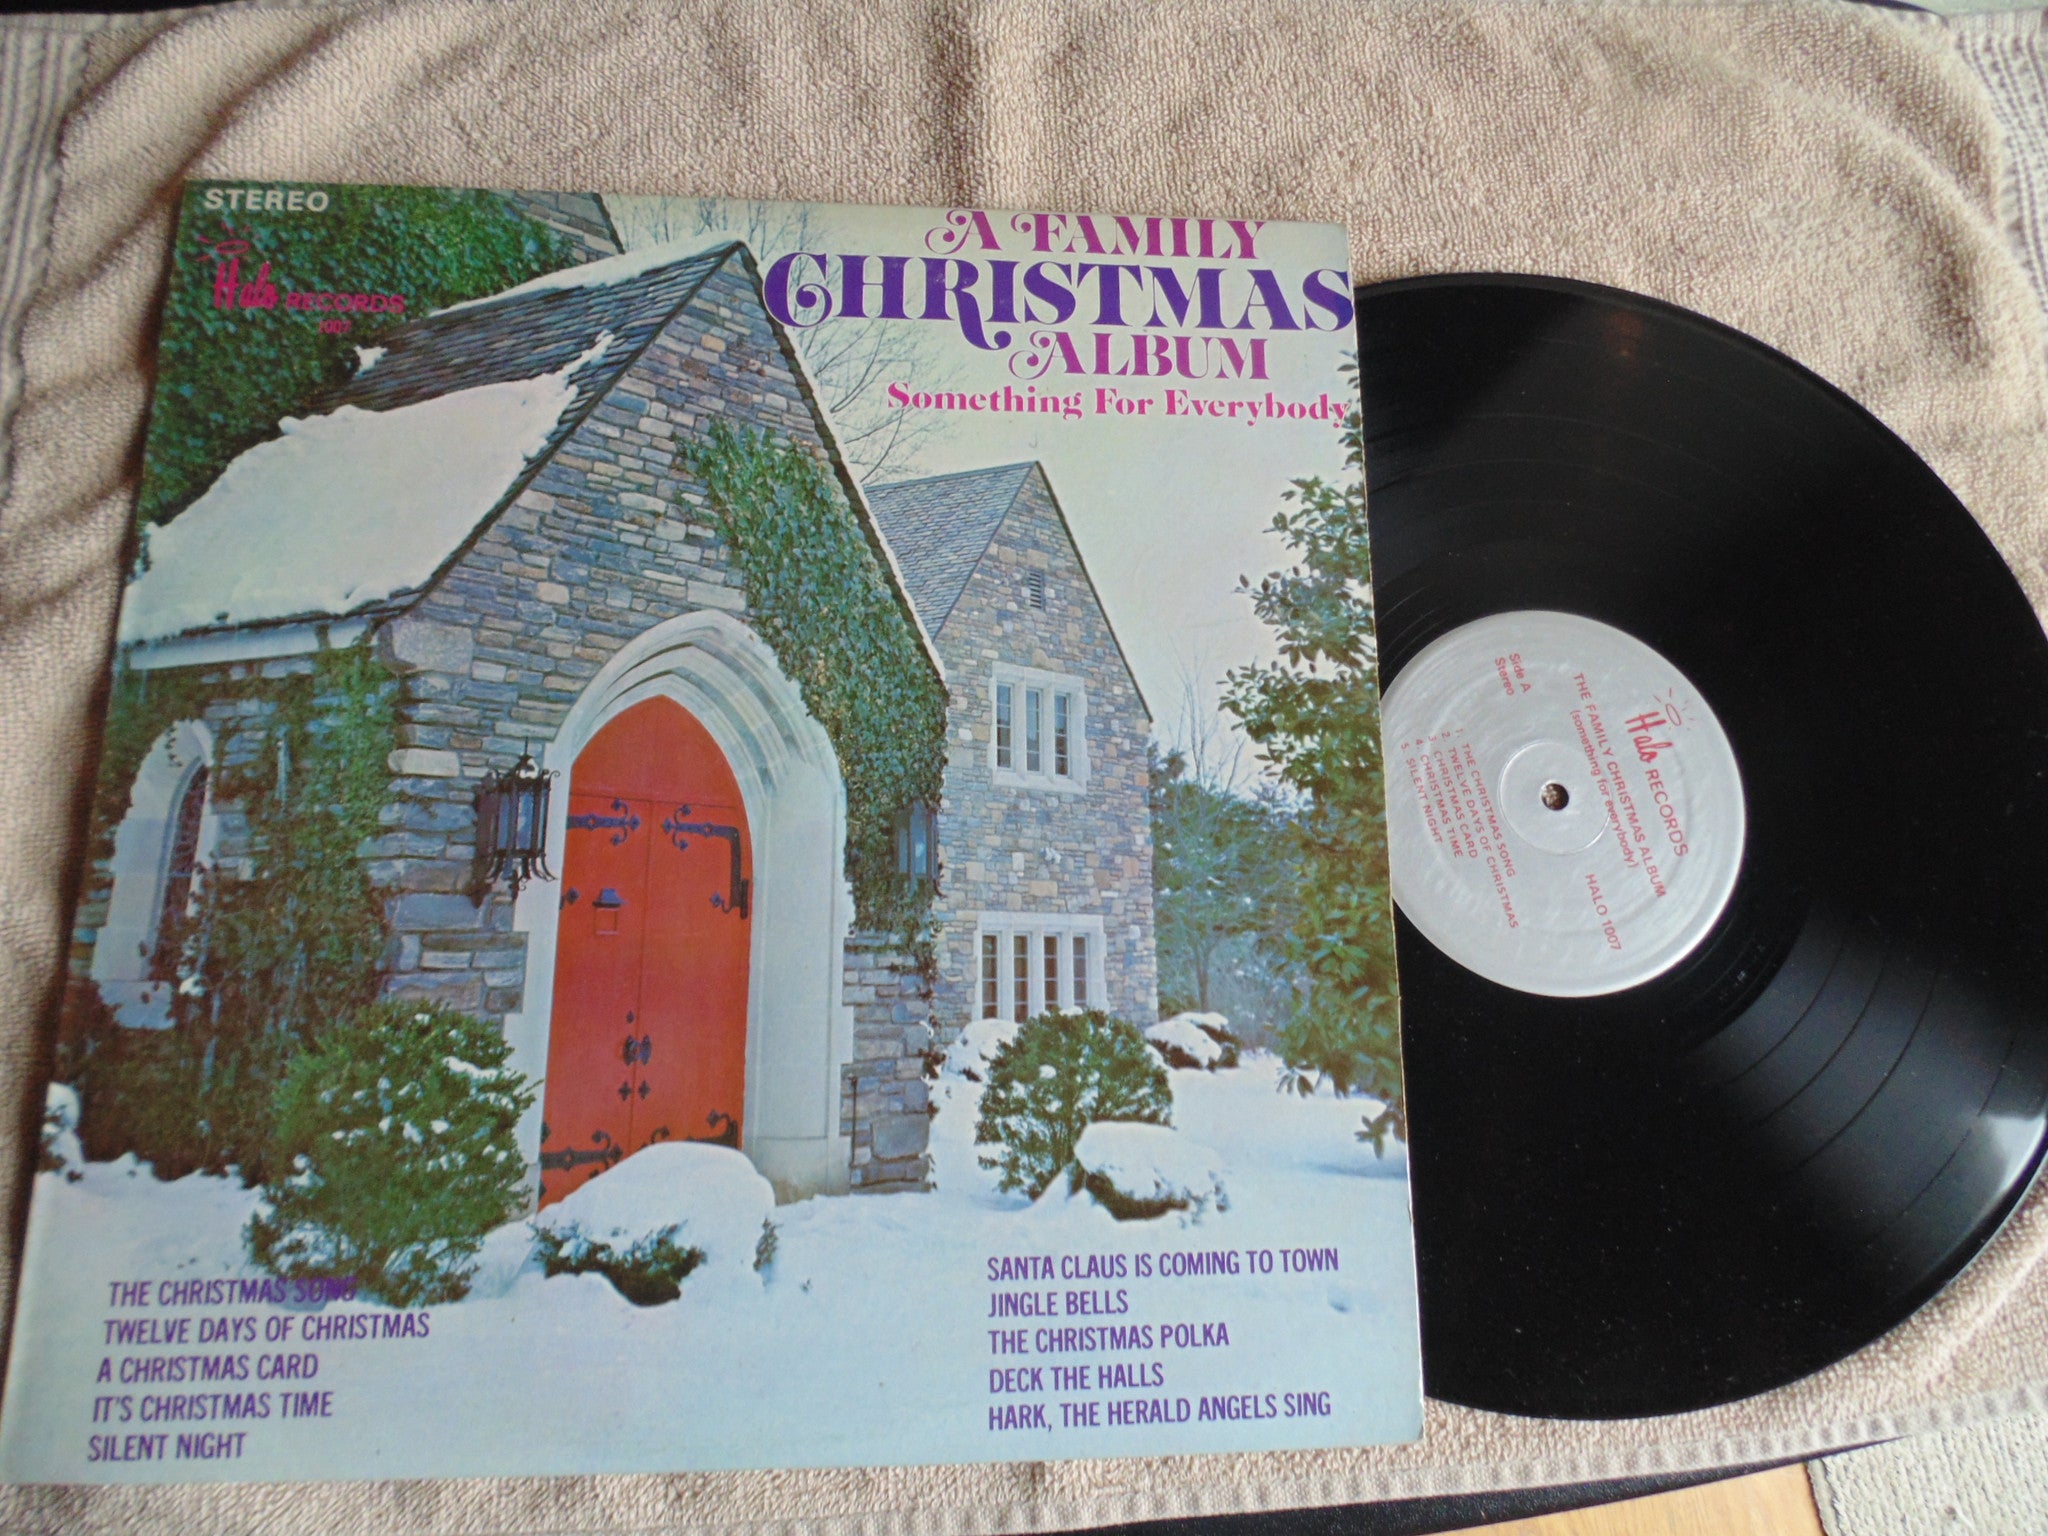 STEREO
Halo RECORDS
1007
A FAMILY
CHRISTMAS
ALBUM
Something For Everybody
THE CHRISTMAS SONG
TWELVE DAYS OF CHRISTMAS
A CHRISTMAS CARD
IT'S CHRISTMAS TIME
SILENT NIGHT
SANTA CLAUS IS COMING TO TOWN
JINGLE BELLS
THE CHRISTMAS POLKA
DECK THE HALLS
HARK, THE HERALD ANGELS SING
Halo RECORDS
THE FAMILY CHRISTMAS ALBUM
(something for everybody)
HALO 1007
Side A
Stereo
1. THE CHRISTMAS SONG
2. TWELVE DAYS OF CHRISTMAS
3. CHRISTMAS CARD
4. CHRISTMAS TIME
5. SILENT NIGHT